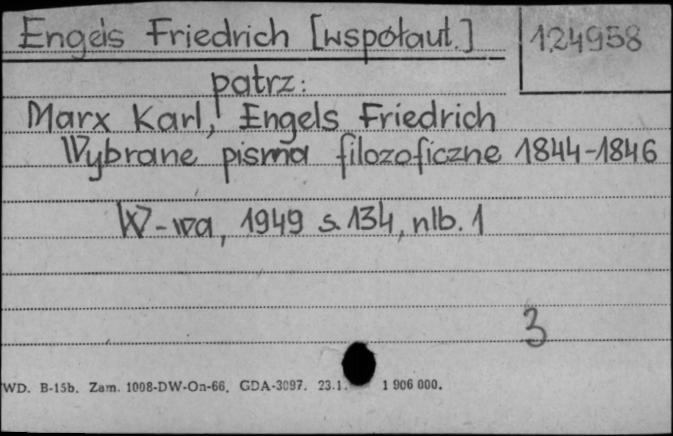 Engels Friedrich [współaut.] 124958
patrz:
Marx Karl, Engels Friedrich
Wybrane pisma filozoficzne 1844-1846
W-wa, 1949 s. 134, nlb. 1
3
WD. B-15b. Zam. 1008-DW-On-66. GDA-3097. 23.1. 1 906 000.